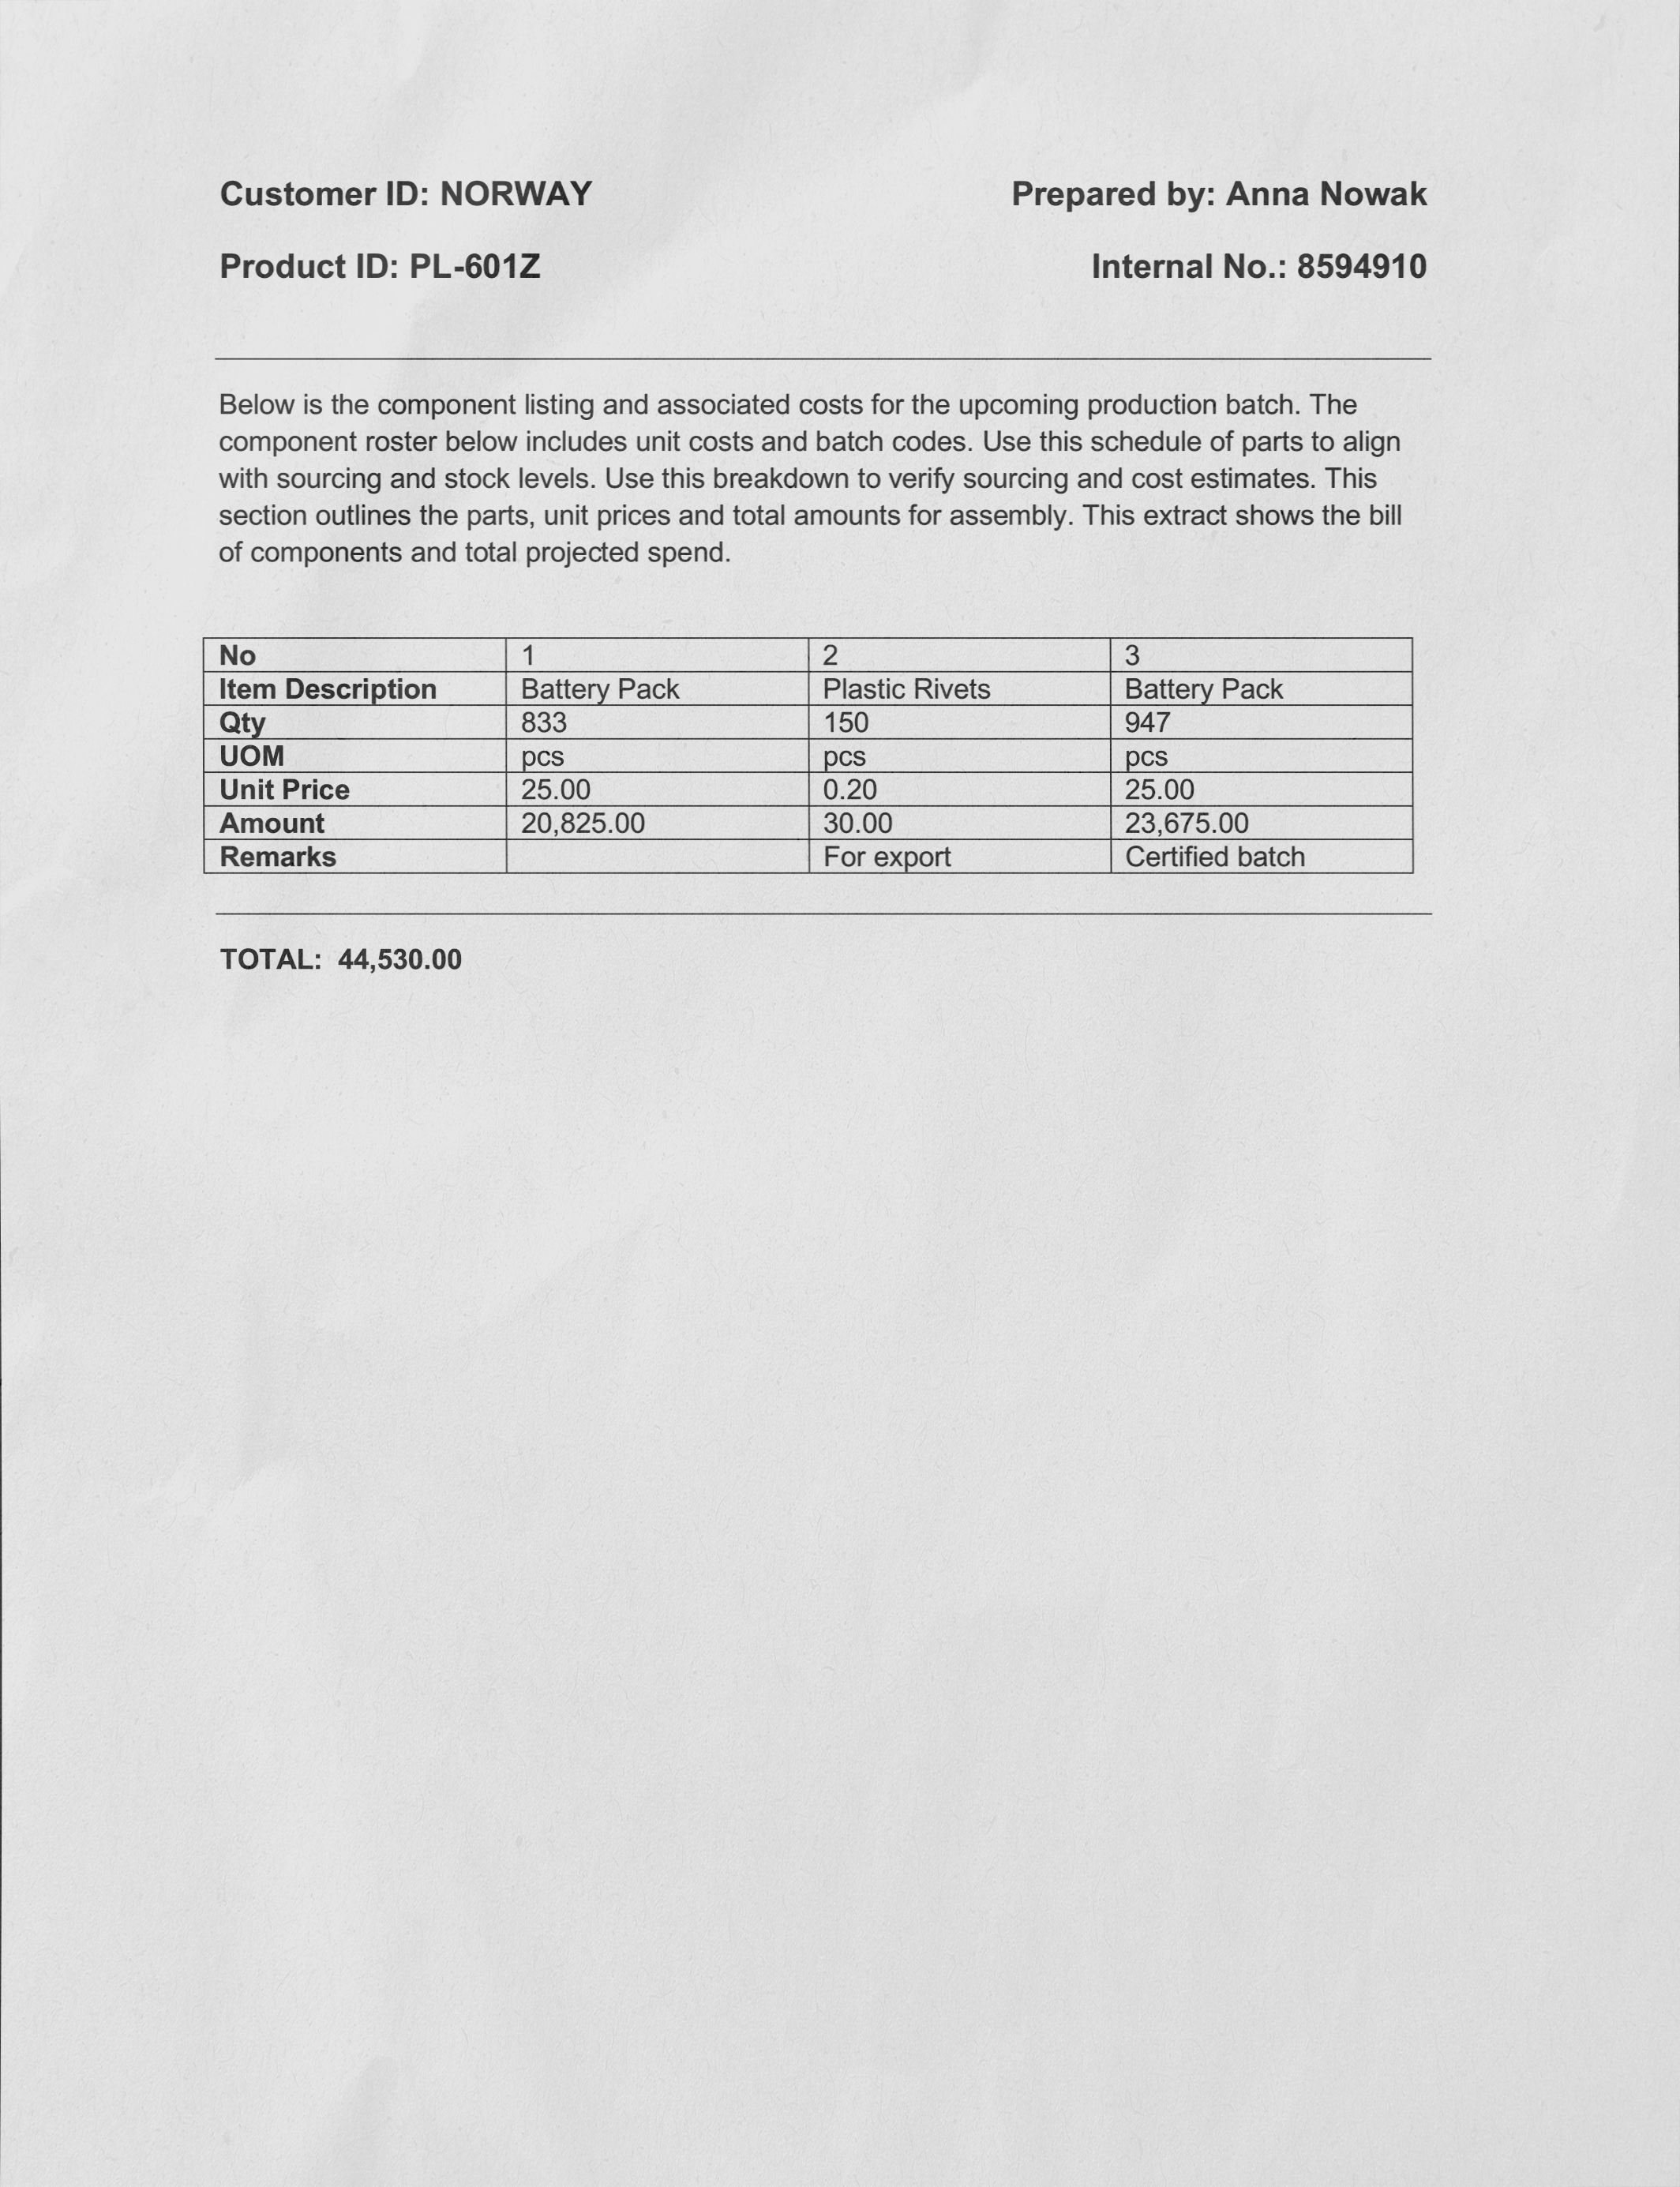 Customer ID: NORWAY Prepared by: Anna Nowak
Product ID: PL-601Z Internal No.: 8594910
Below is the component listing and associated costs for the upcoming production batch. The
component roster below includes unit costs and batch codes. Use this schedule of parts to align
with sourcing and stock levels. Use this breakdown to verify sourcing and cost estimates. This
section outlines the parts, unit prices and total amounts for assembly. This extract shows the bill
of components and total projected spend.
No 1 2 3
Item Description Battery Pack Plastic Rivets Battery Pack
Qty 833 150 947
UOM pcs pcs pcs
Unit Price 25.00 0.20 25.00
Amount 20,825.00 30.00 23,675.00
Remarks For export Certified batch
TOTAL: 44,530.00